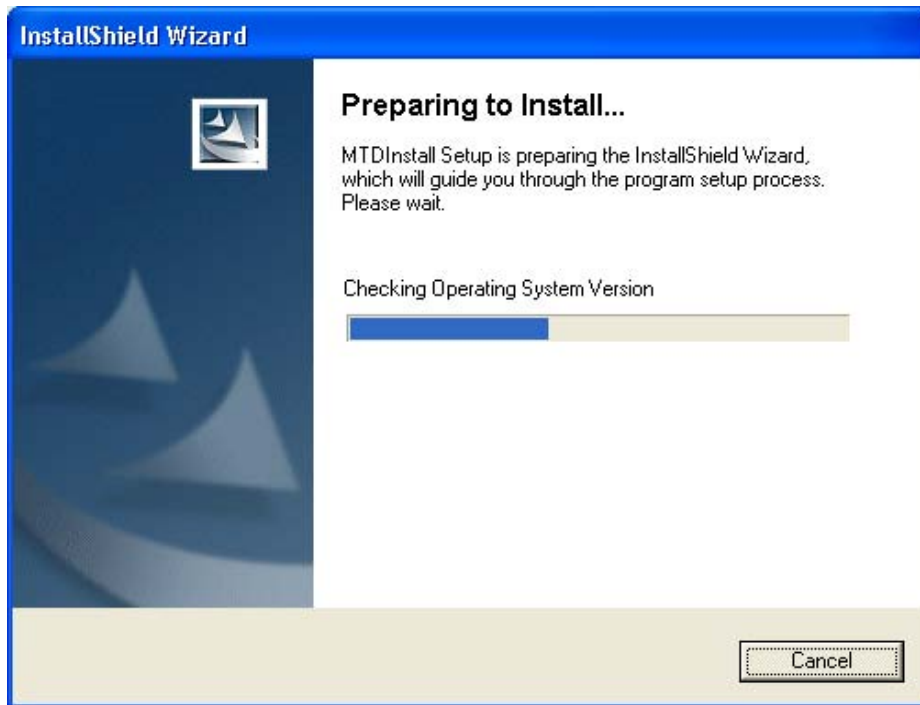 InstallShield Wizard
Preparing to Install...
MTDInstall Setup is preparing the InstallShield Wizard,
which will guide you through the program setup process.
Please wait.
Checking Operating System Version
Cancel